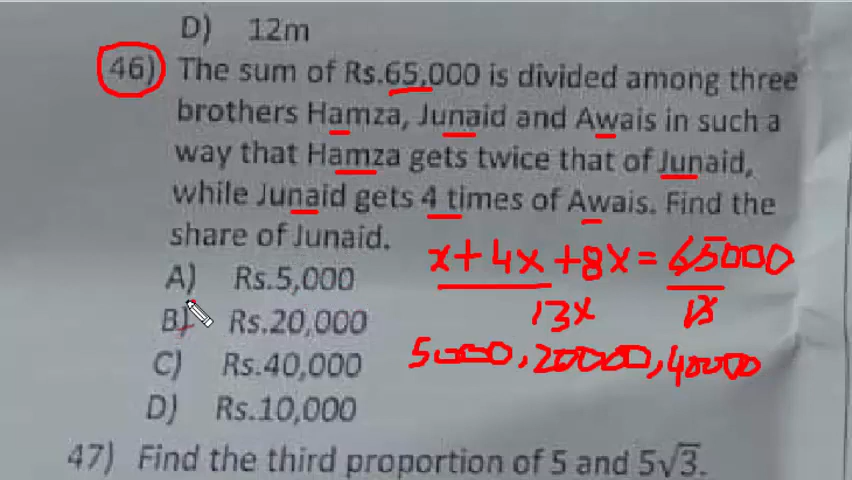 D) 12m
46) The sum of Rs.65,000 is divided among three
brothers Hamza, Junaid and Awais in such a
way that Hamza gets twice that of Junaid,
while Junaid gets 4 times of Awais. Find the
share of Junaid.
x + 4x + 8x = 65000
13x 13
A) Rs.5,000
B) Rs.20,000
5000, 20000, 40000
C) Rs.40,000
D) Rs.10,000
47) Find the third proportion of 5 and 5√3.